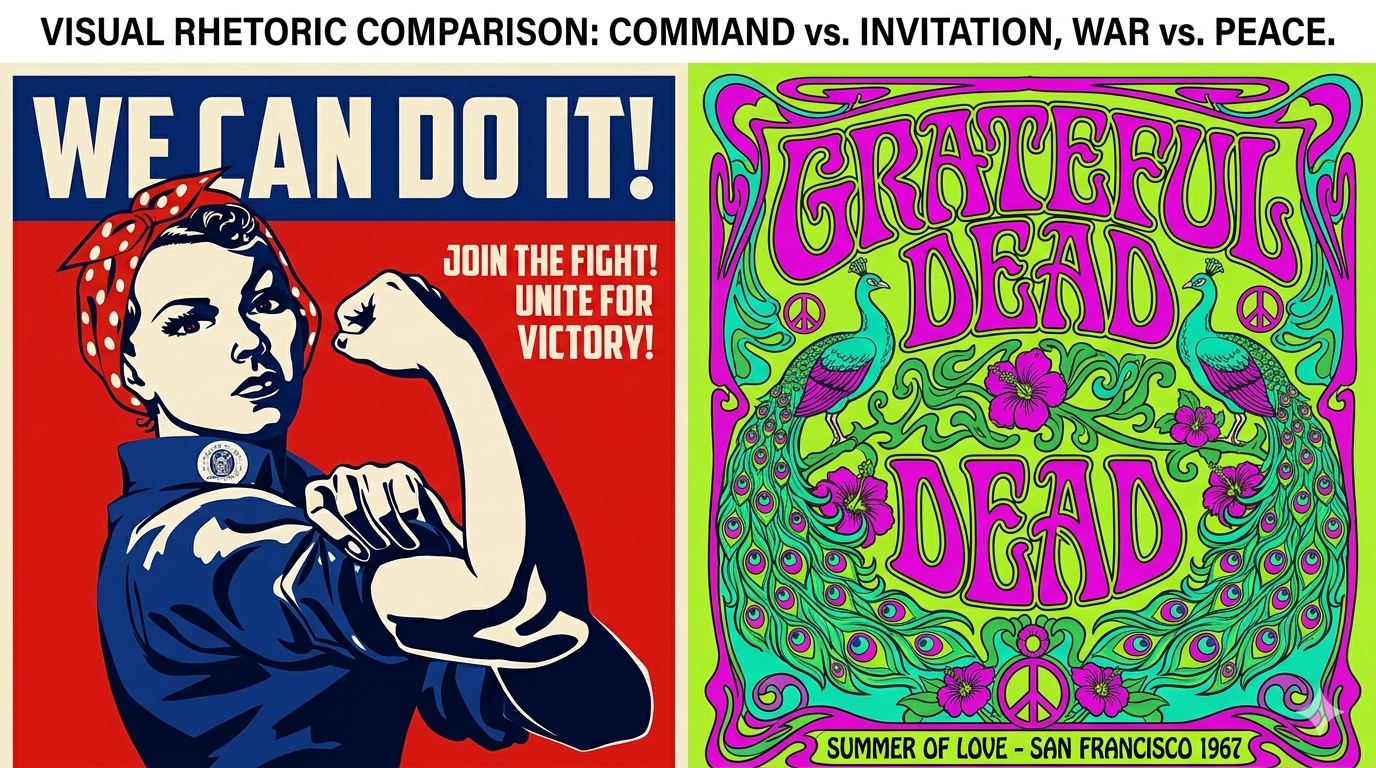 VISUAL RHETORIC COMPARISON: COMMAND vs. INVITATION, WAR vs. PEACE.
WE CAN DO IT!
JOIN THE FIGHT!
UNITE FOR
VICTORY!
GRATEFUL
DEAD
DEAD
SUMMER OF LOVE - SAN FRANCISCO 1967